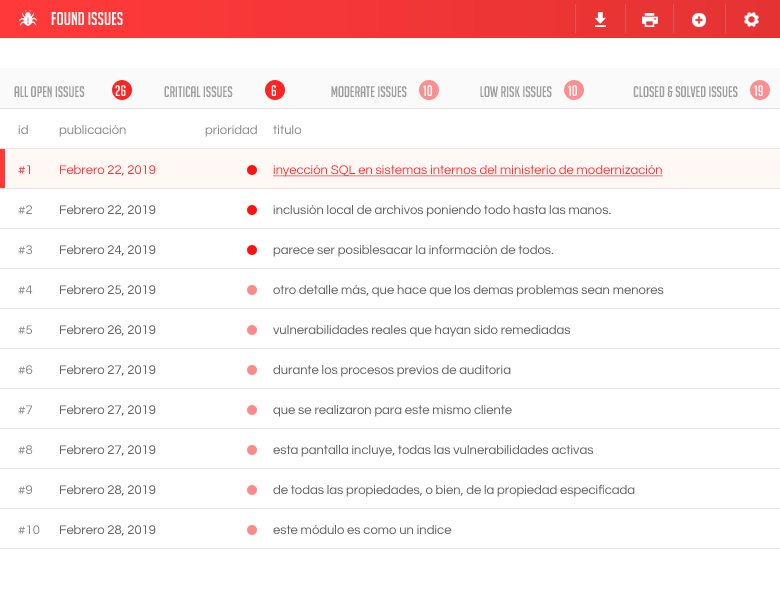 FOUND ISSUES
ALL OPEN ISSUES 26 CRITICAL ISSUES 6 MODERATE ISSUES 10 LOW RISK ISSUES 10 CLOSED & SOLVED ISSUES 19
id publicación prioridad titulo
#1 Febrero 22, 2019 inyección SQL en sistemas internos del ministerio de modernización
#2 Febrero 22, 2019 inclusión local de archivos poniendo todo hasta las manos.
#3 Febrero 24, 2019 parece ser posiblesacar la información de todos.
#4 Febrero 25, 2019 otro detalle más, que hace que los demas problemas sean menores
#5 Febrero 26, 2019 vulnerabilidades reales que hayan sido remediadas
#6 Febrero 27, 2019 durante los procesos previos de auditoria
#7 Febrero 27, 2019 que se realizaron para este mismo cliente
#8 Febrero 27, 2019 esta pantalla incluye, todas las vulnerabilidades activas
#9 Febrero 28, 2019 de todas las propiedades, o bien, de la propiedad especificada
#10 Febrero 28, 2019 este módulo es como un indice